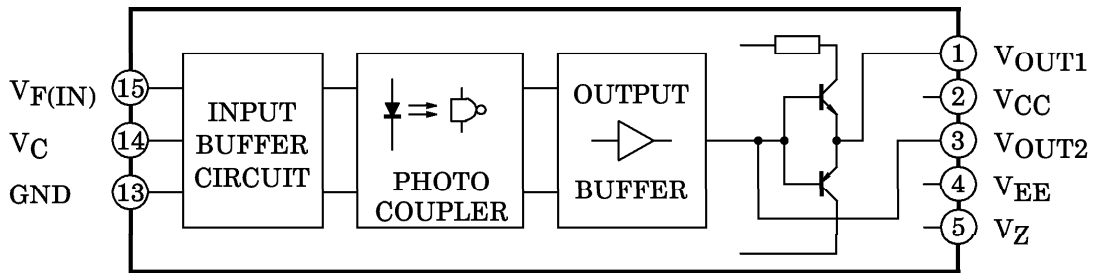 VF(IN) 15
VC 14
GND 13
INPUT
BUFFER
CIRCUIT
PHOTO
COUPLER
OUTPUT
BUFFER
1 VOUT1
2 VCC
3 VOUT2
4 VEE
5 VZ